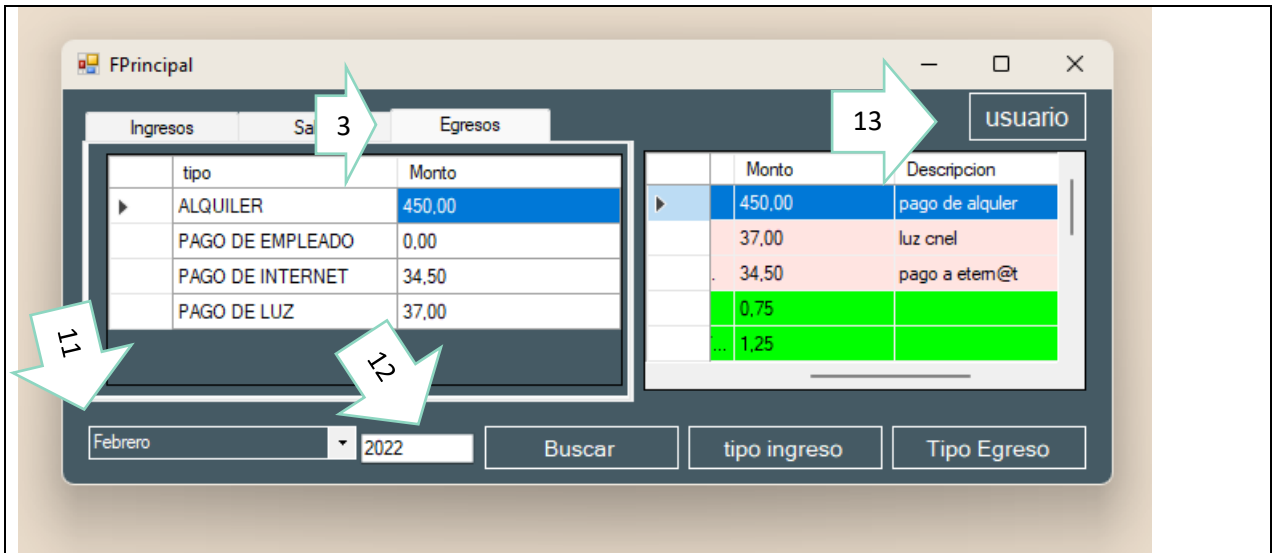 FPrincipal
13
usuario
Ingresos
Sal
3
Egresos
tipo Monto
ALQUILER 450,00
PAGO DE EMPLEADO 0,00
PAGO DE INTERNET 34,50
PAGO DE LUZ 37,00
Monto Descripcion
450,00 pago de alquler
37,00 luz cnel
. 34,50 pago a etern@t
0,75
... 1,25
11
12
Febrero
2022
Buscar
tipo ingreso
Tipo Egreso